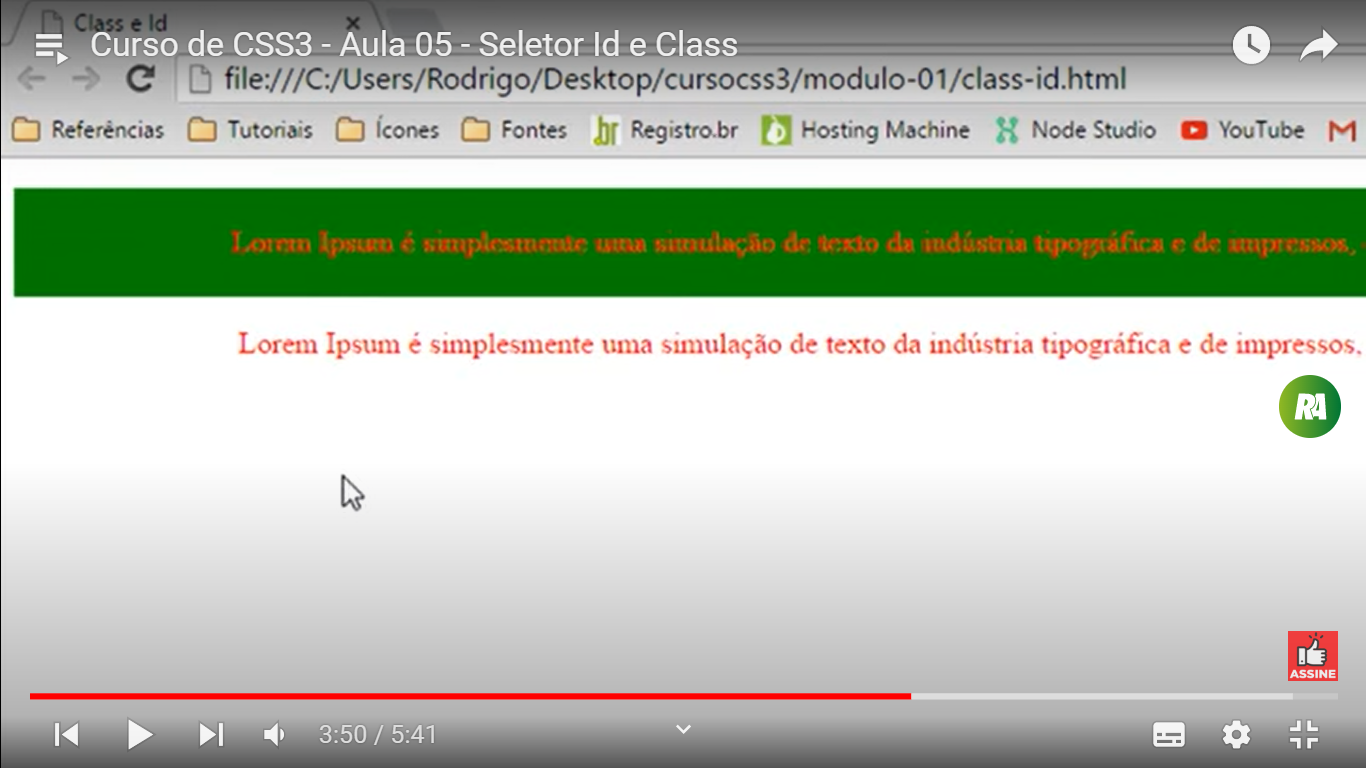 Class e Id
Curso de CSS3 - Aula 05 - Seletor Id e Class
file:///C:/Users/Rodrigo/Desktop/cursocss3/modulo-01/class-id.html
Referências Tutoriais Ícones Fontes Registro.br Hosting Machine Node Studio YouTube
Lorem Ipsum é simplesmente uma simulação de texto da indústria tipográfica e de impressos,
Lorem Ipsum é simplesmente uma simulação de texto da indústria tipográfica e de impressos,
RA
ASSINE
3:50 / 5:41